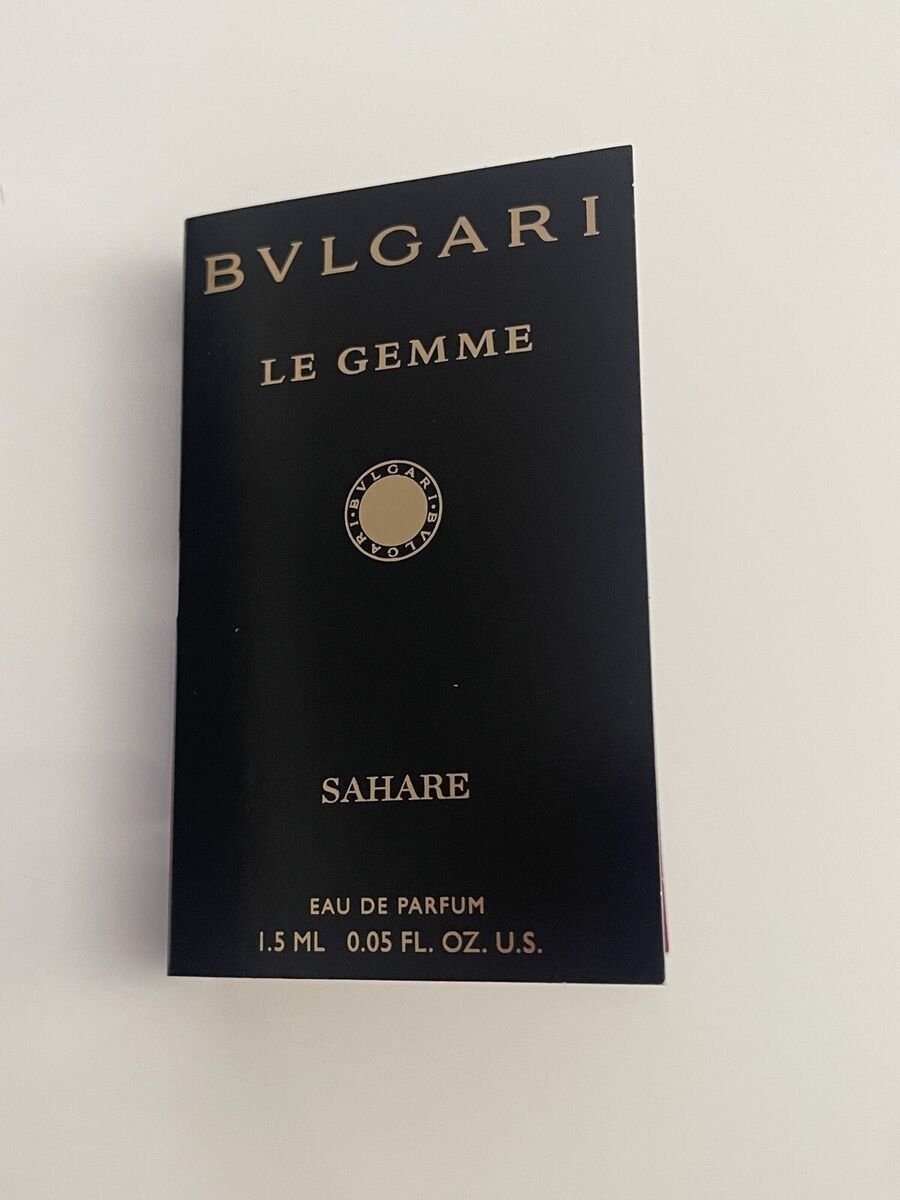 BVLGARI
LE GEMME
BVLGARI • BVLGARI •
SAHARE
EAU DE PARFUM
1.5 ML 0.05 FL. OZ. U.S.